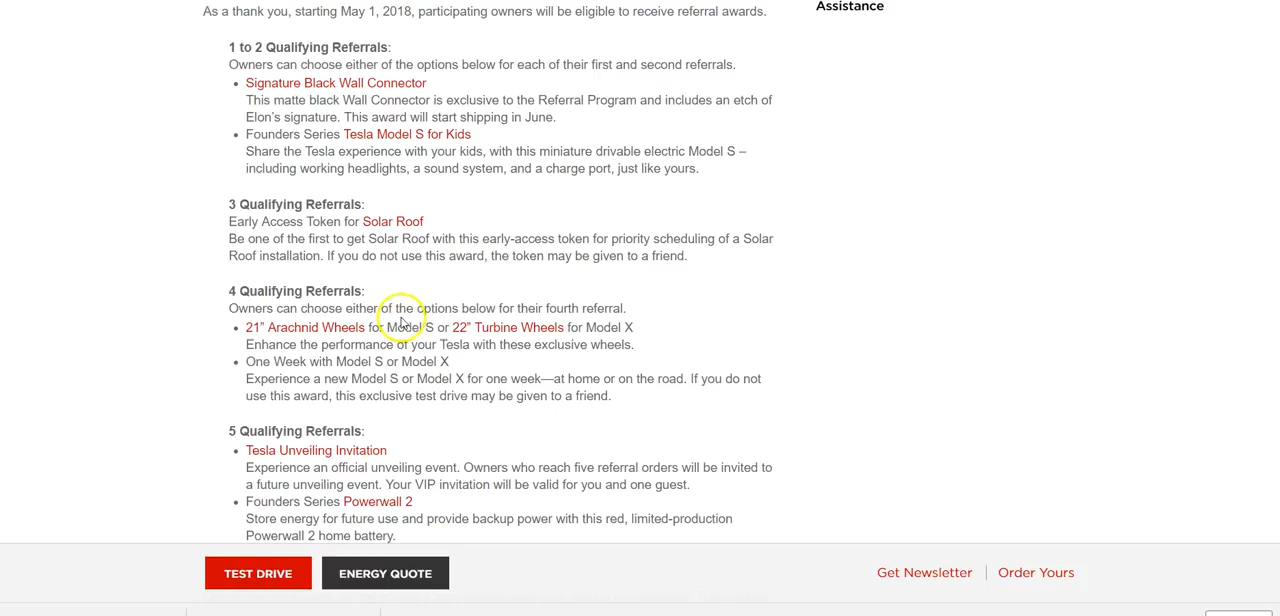 As a thank you, starting May 1, 2018, participating owners will be eligible to receive referral awards.
Assistance
1 to 2 Qualifying Referrals:
Owners can choose either of the options below for each of their first and second referrals.
• Signature Black Wall Connector
This matte black Wall Connector is exclusive to the Referral Program and includes an etch of
Elon’s signature. This award will start shipping in June.
• Founders Series Tesla Model S for Kids
Share the Tesla experience with your kids, with this miniature drivable electric Model S –
including working headlights, a sound system, and a charge port, just like yours.
3 Qualifying Referrals:
Early Access Token for Solar Roof
Be one of the first to get Solar Roof with this early-access token for priority scheduling of a Solar
Roof installation. If you do not use this award, the token may be given to a friend.
4 Qualifying Referrals:
Owners can choose either of the options below for their fourth referral.
• 21” Arachnid Wheels for Model S or 22” Turbine Wheels for Model X
Enhance the performance of your Tesla with these exclusive wheels.
• One Week with Model S or Model X
Experience a new Model S or Model X for one week—at home or on the road. If you do not
use this award, this exclusive test drive may be given to a friend.
5 Qualifying Referrals:
• Tesla Unveiling Invitation
Experience an official unveiling event. Owners who reach five referral orders will be invited to
a future unveiling event. Your VIP invitation will be valid for you and one guest.
• Founders Series Powerwall 2
Store energy for future use and provide backup power with this red, limited-production
Powerwall 2 home battery.
TEST DRIVE
ENERGY QUOTE
Get Newsletter
Order Yours